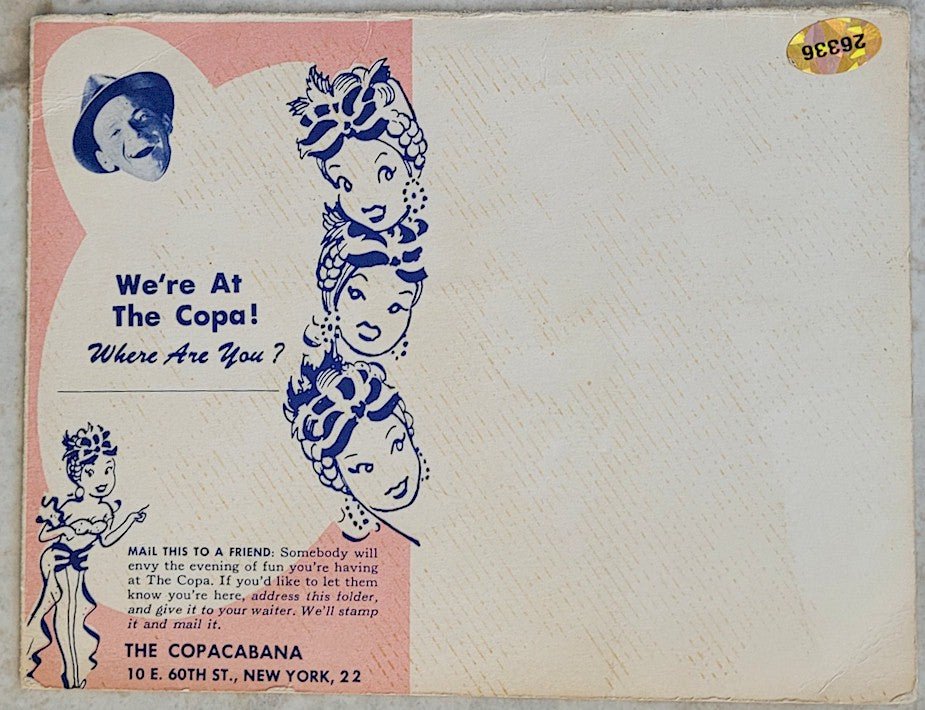 26336
We're At
The Copa!
Where Are You?
MAiL THIS TO A FRIEND: Somebody will
envy the evening of fun you're having
at The Copa. If you'd like to let them
know you're here, address this folder,
and give it to your waiter. We'll stamp
it and mail it.
THE COPACABANA
10 E. 60TH ST., NEW YORK, 22